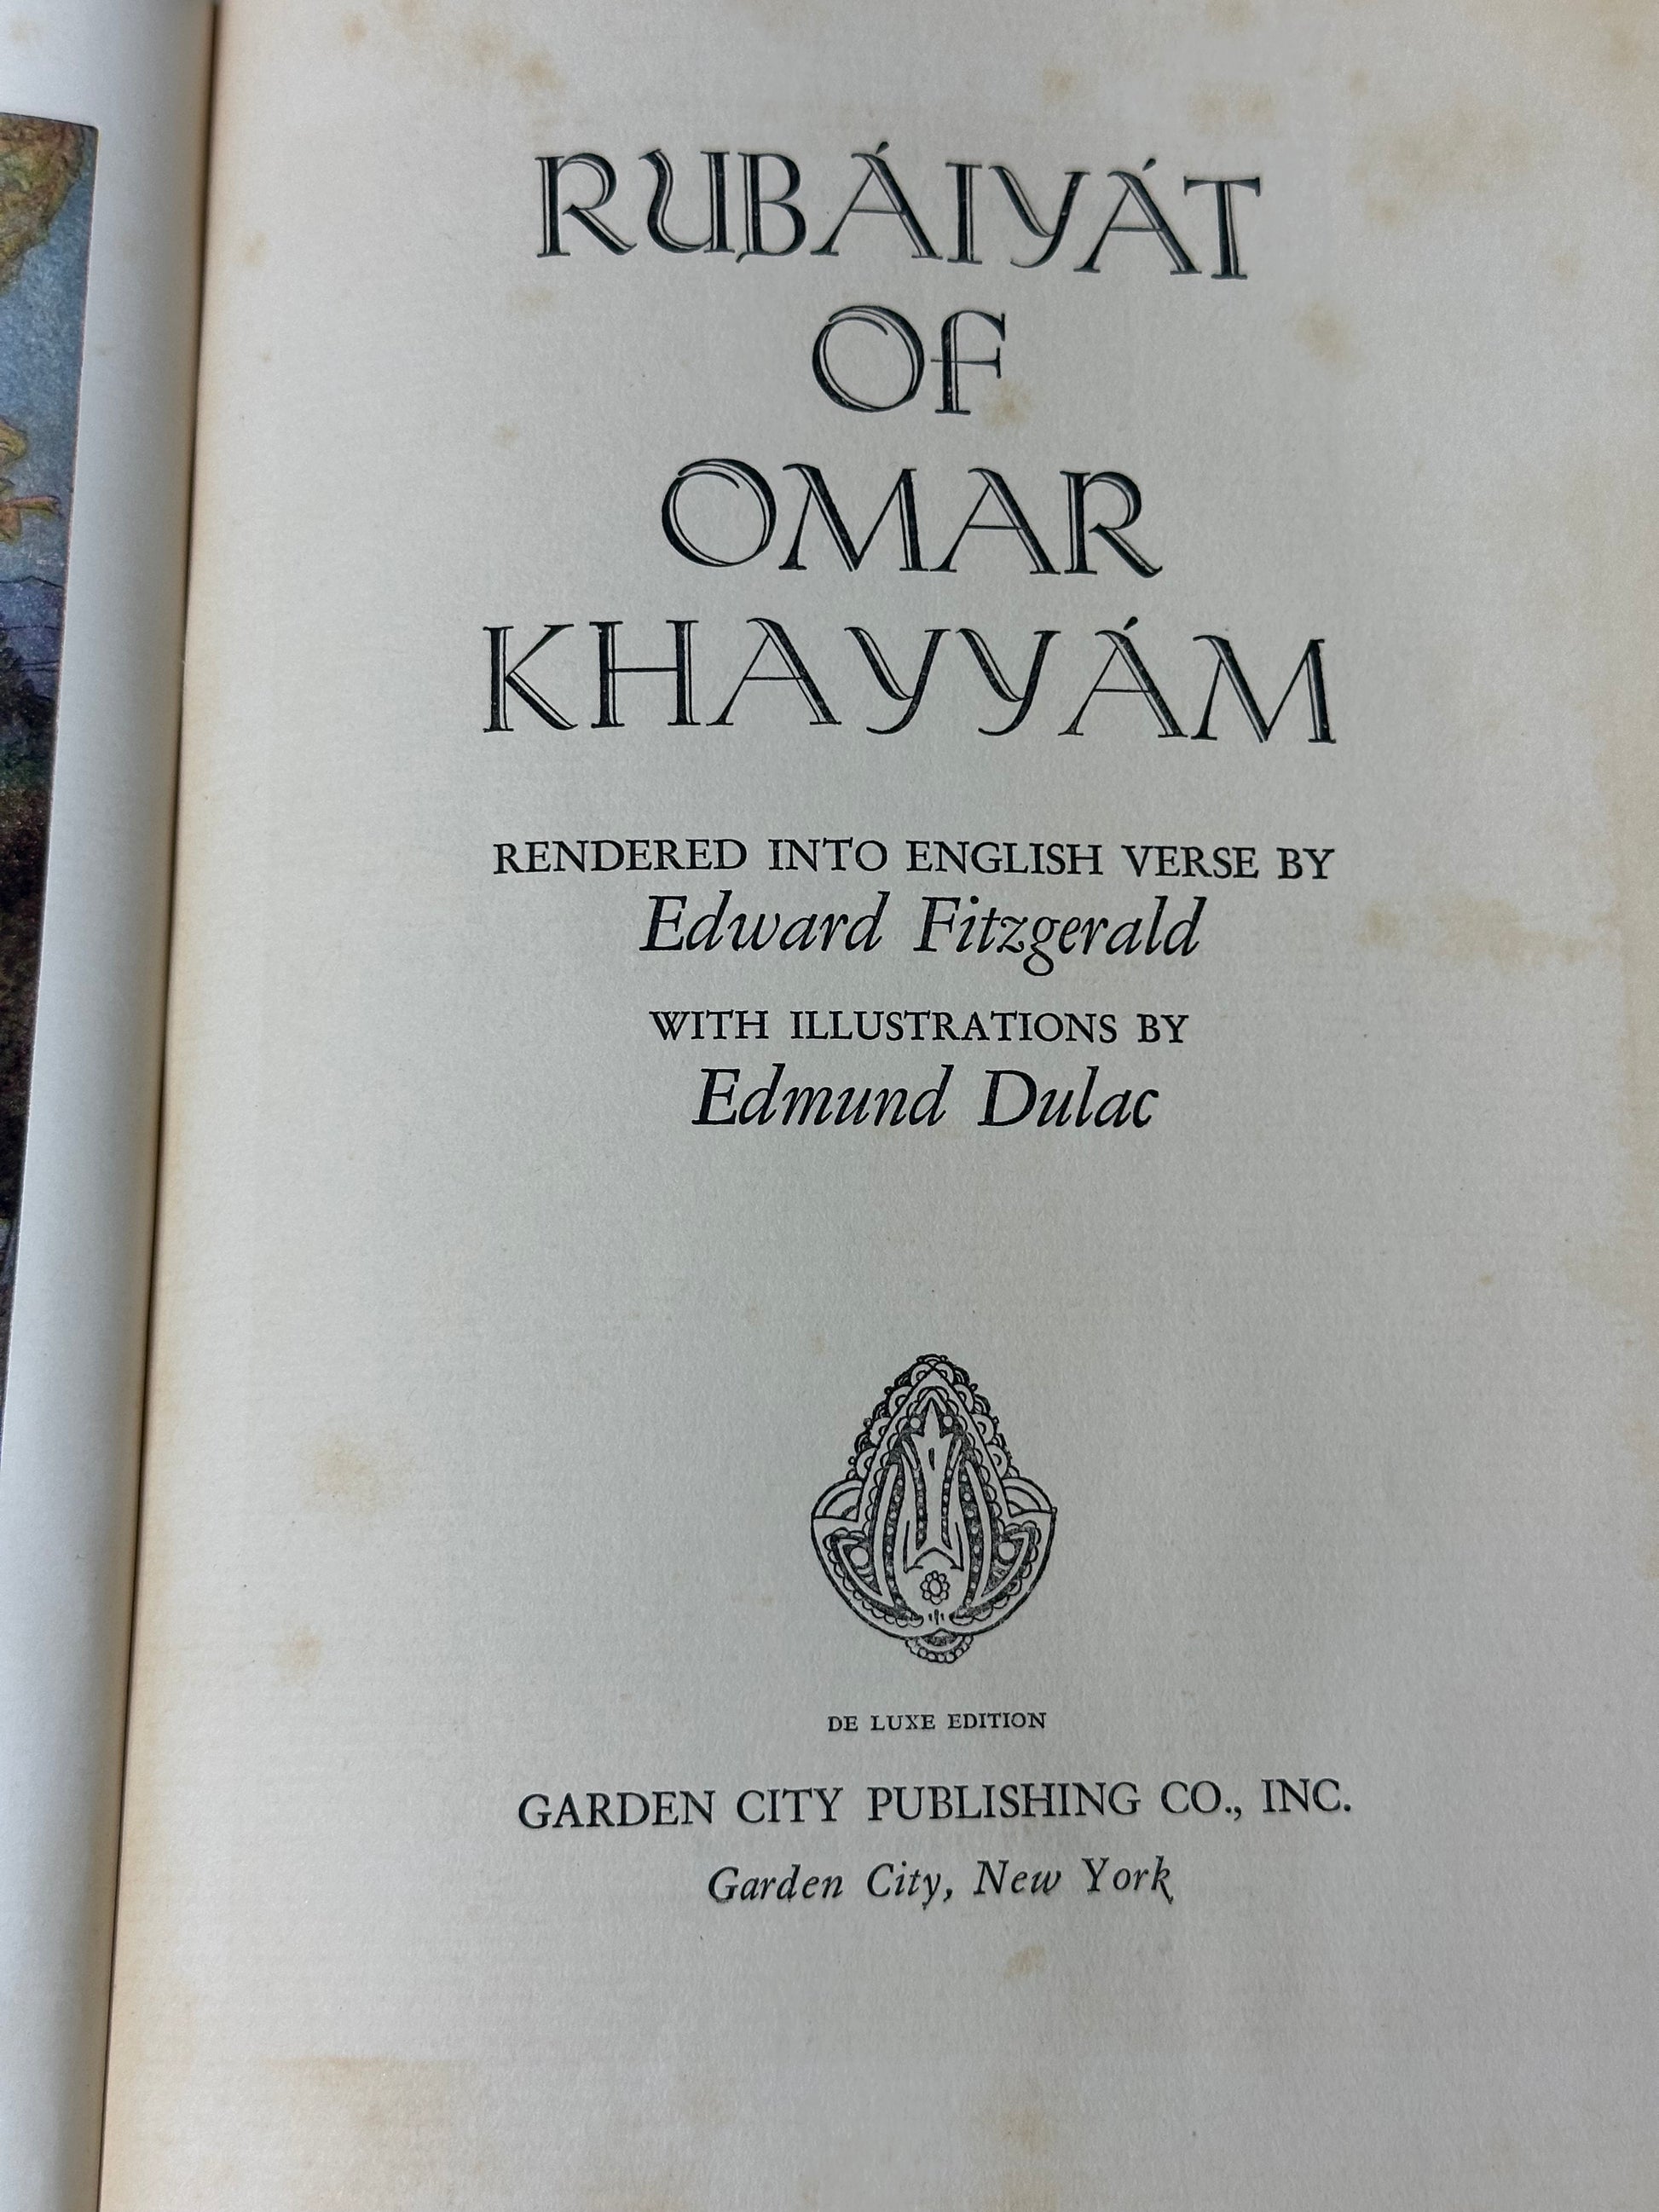 RUBÁIYÁT
OF
OMAR
KHAYYÁM
RENDERED INTO ENGLISH VERSE BY
Edward Fitzgerald
WITH ILLUSTRATIONS BY
Edmund Dulac
DE LUXE EDITION
GARDEN CITY PUBLISHING CO., INC.
Garden City, New York